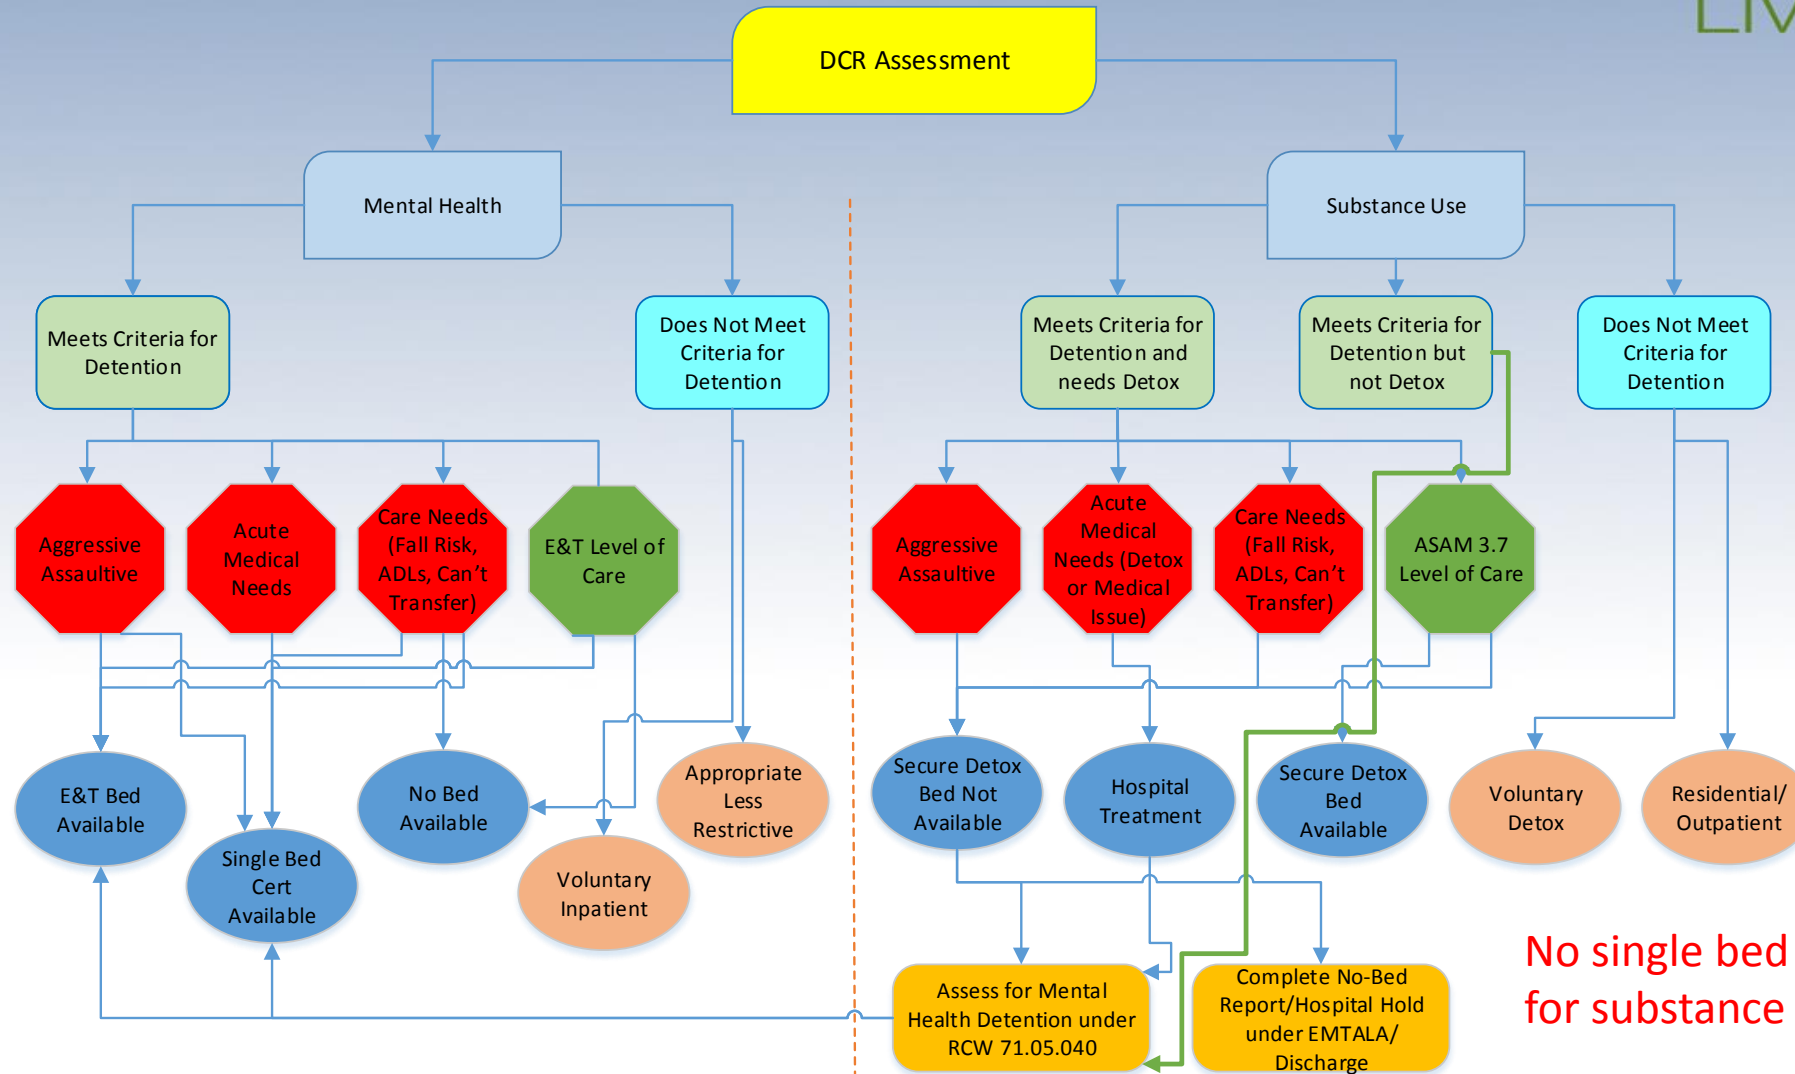 LIV
DCR Assessment
Mental Health
Substance Use
Meets Criteria for
Detention
Does Not Meet
Criteria for
Detention
Meets Criteria for
Detention and
needs Detox
Meets Criteria for
Detention but
not Detox
Does Not Meet
Criteria for
Detention
Aggressive
Assaultive
Acute
Medical
Needs
Care Needs
(Fall Risk,
ADLs, Can't
Transfer)
E&T Level of
Care
Aggressive
Assaultive
Acute
Medical
Needs (Detox
or Medical
Issue)
Care Needs
(Fall Risk,
ADLs, Can't
Transfer)
ASAM 3.7
Level of Care
E&T Bed
Available
Single Bed
Cert
Available
No Bed
Available
Voluntary
Inpatient
Appropriate
Less
Restrictive
Secure Detox
Bed Not
Available
Hospital
Treatment
Secure Detox
Bed
Available
Voluntary
Detox
Residential/
Outpatient
Assess for Mental
Health Detention under
RCW 71.05.040
Complete No-Bed
Report/Hospital Hold
under EMTALA/
Discharge
No single bed
for substance